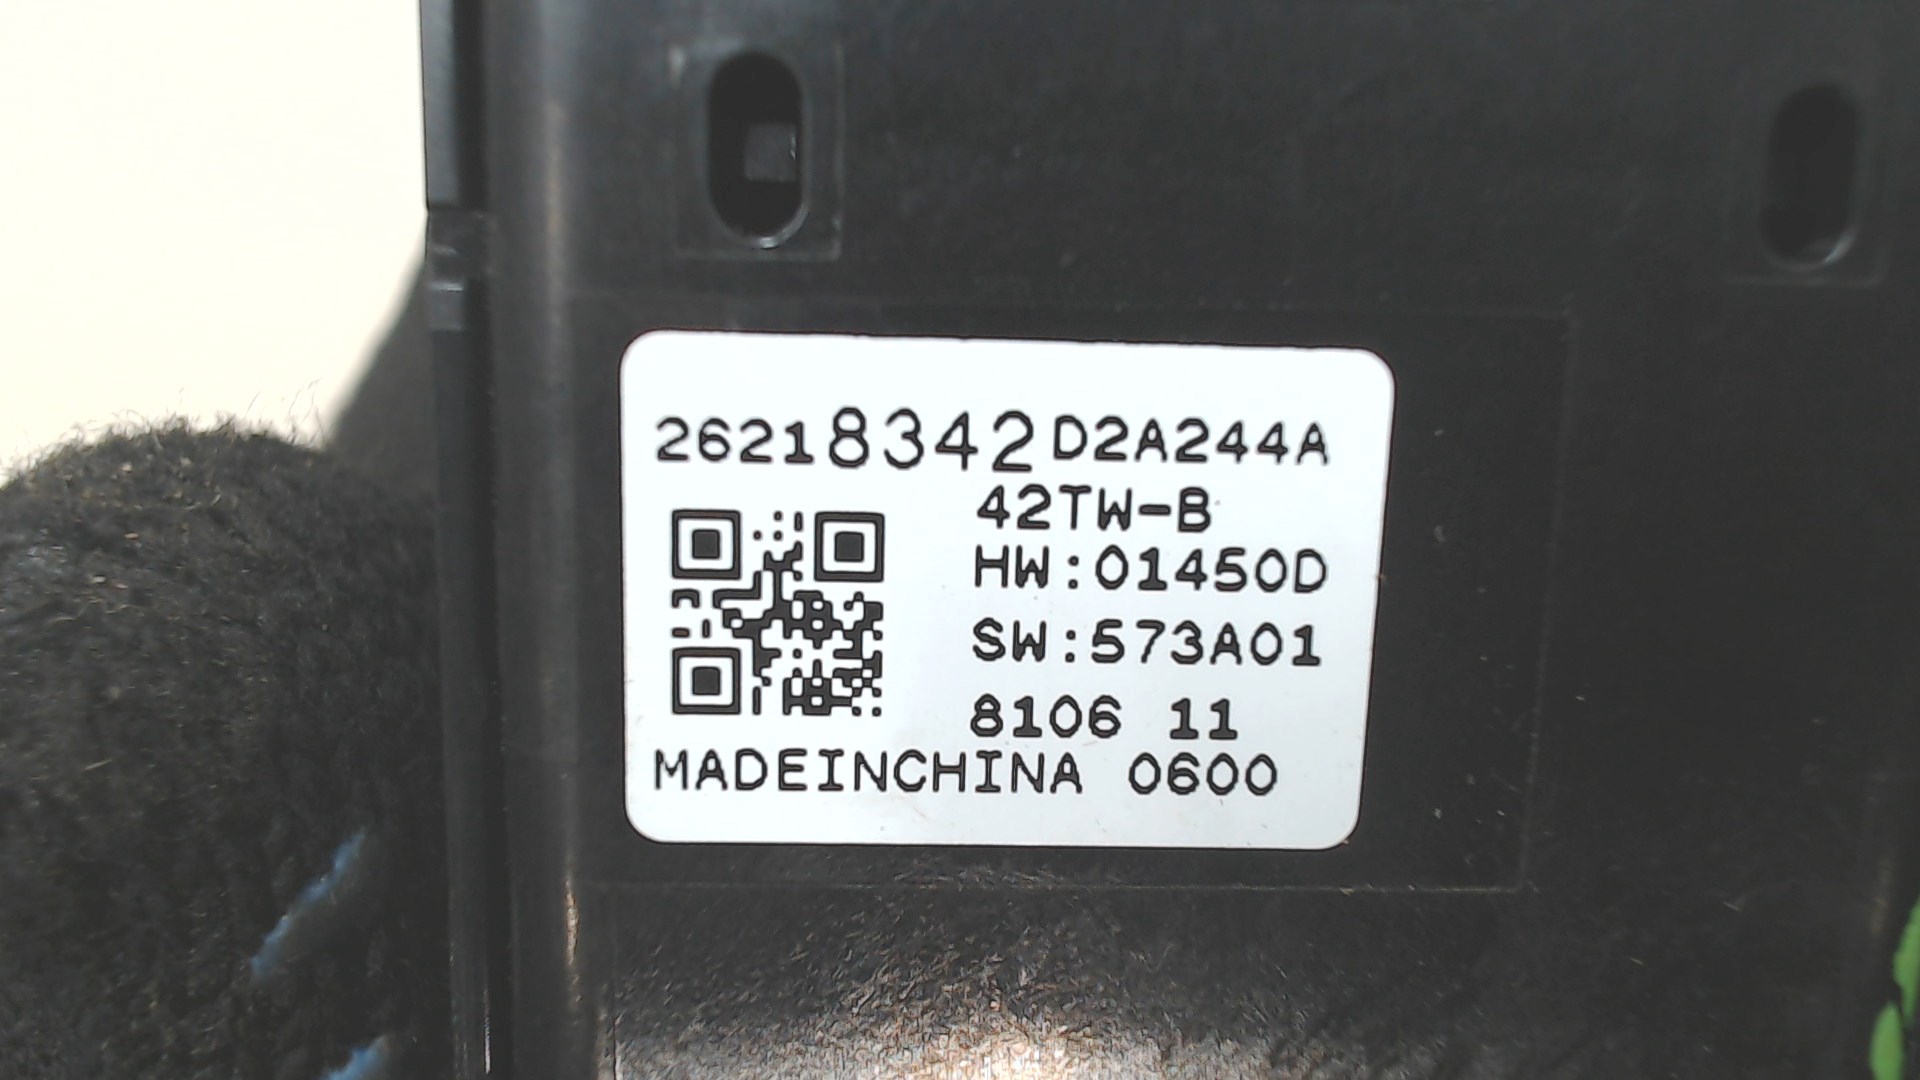 26218342D2A244A
42TW-B
HW:01450D
SW:573A01
8106 11
MADEINCHINA 0600